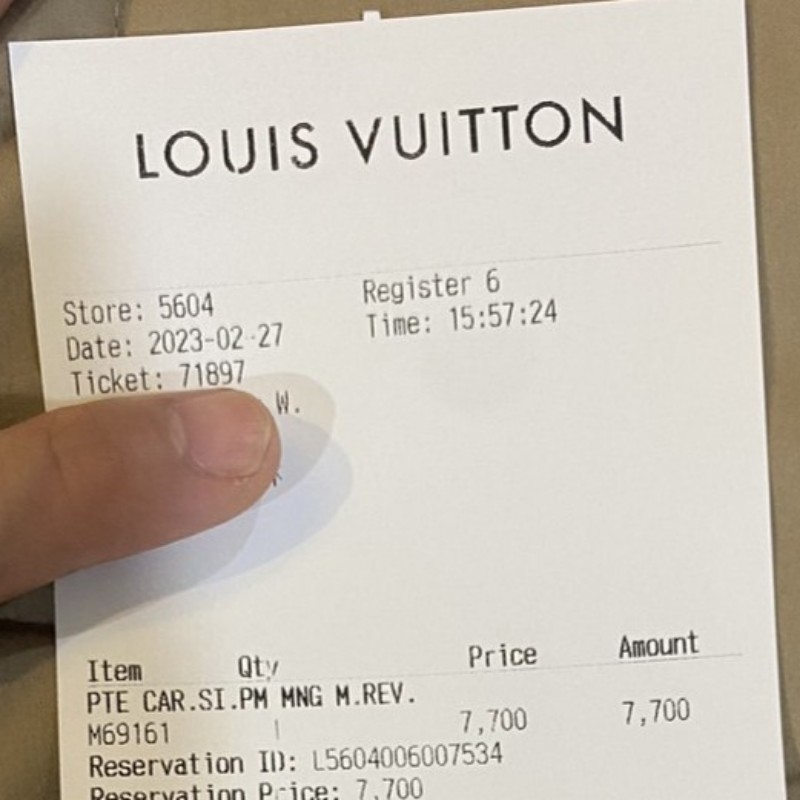 LOUIS VUITTON
Store: 5604 Register 6
Date: 2023-02-27 Time: 15:57:24
Ticket: 71897
W.
Item Qty Price Amount
PTE CAR.SI.PM MNG M.REV.
M69161 1 7,700 7,700
Reservation ID: L5604006007534
Reservation Price: 7,700